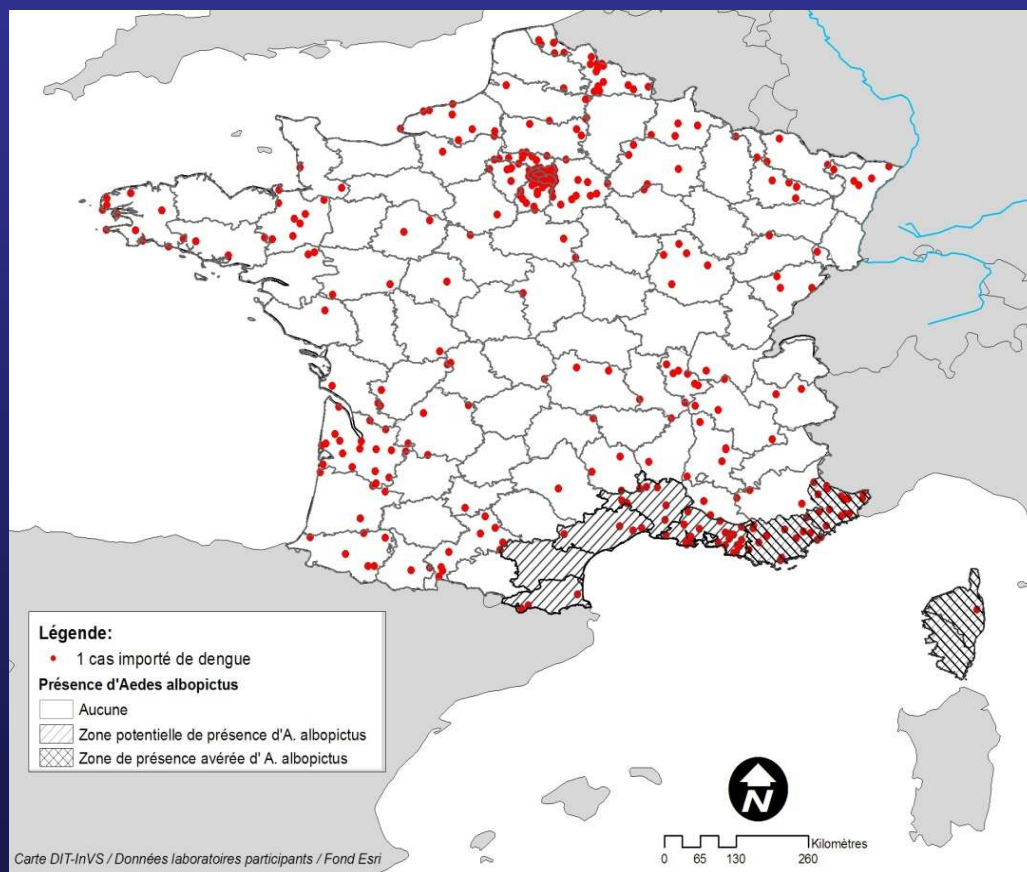 Légende:
1 cas importé de dengue
Présence d'Aedes albopictus
Aucune
Zone potentielle de présence d'A. albopictus
Zone de présence avérée d' A. albopictus
N
Kilomètres
0 65 130 260
Carte DIT-InVS / Données laboratoires participants / Fond Esri